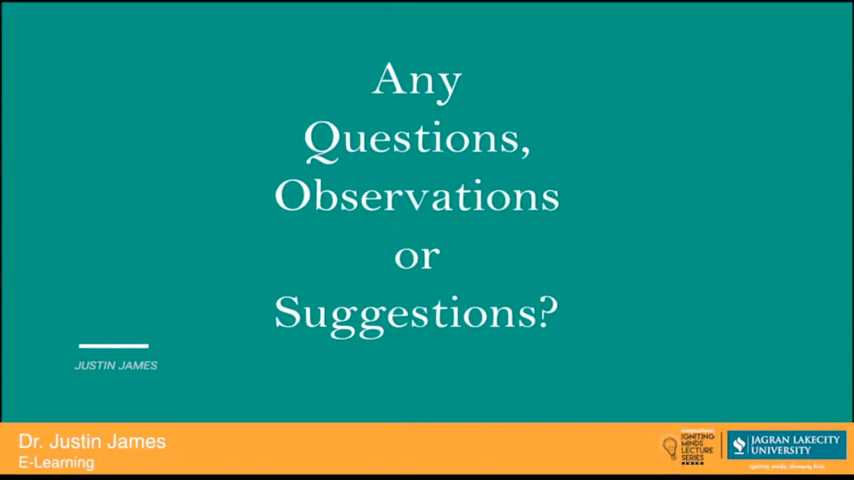 Any
Questions,
Observations
or
Suggestions?
JUSTIN JAMES
Dr. Justin James
E-Learning
IGNITING
MINDS
LECTURE
SERIES
JAGRAN LAKECITY
UNIVERSITY